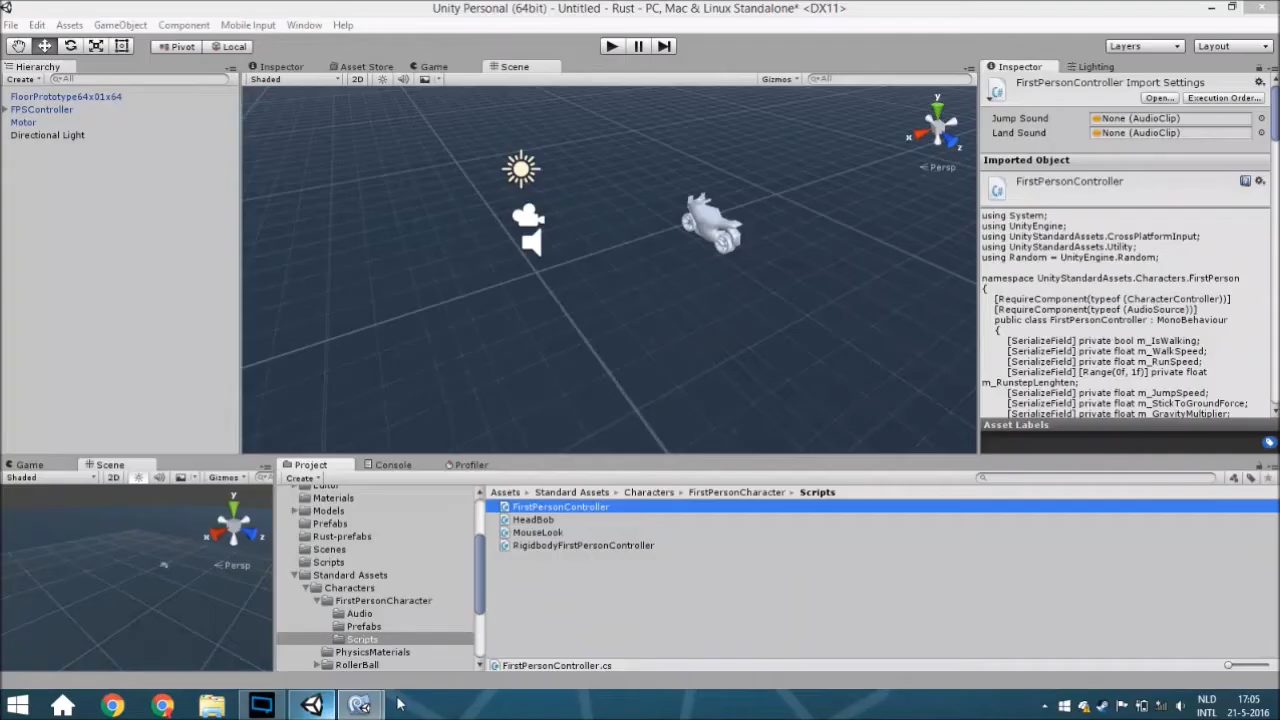 Unity Personal (64bit) - Untitled - Rust - PC, Mac & Linux Standalone* <DX11>
File Edit Assets GameObject Component Mobile Input Window Help
Pivot Local Layers Layout
Hierarchy
Create All
FloorPrototype64x01x64
FPSController
Motor
Directional Light
Inspector Asset Store Game Scene
Shaded 2D Gizmos All
y
x
z
Persp
Inspector Lighting
FirstPersonController Import Settings
Open... Execution Order...
Jump Sound None (AudioClip)
Land Sound None (AudioClip)
Imported Object
FirstPersonController
using System;
using UnityEngine;
using UnityStandardAssets.CrossPlatformInput;
using UnityStandardAssets.Utility;
using Random = UnityEngine.Random;
namespace UnityStandardAssets.Characters.FirstPerson
{
[RequireComponent(typeof (CharacterController))]
[RequireComponent(typeof (AudioSource))]
public class FirstPersonController : MonoBehaviour
{
[SerializeField] private bool m_IsWalking;
[SerializeField] private float m_WalkSpeed;
[SerializeField] private float m_RunSpeed;
[SerializeField] [Range(0f, 1f)] private float
m_RunstepLenghten;
[SerializeField] private float m_JumpSpeed;
[SerializeField] private float m_StickToGroundForce;
[SerializeField] private float m_GravityMultiplier;
Asset Labels
Game Scene
Shaded 2D Gizmos
y
x
z
Persp
Project Console Profiler
Create
Editor
Materials
Models
Prefabs
Rust-prefabs
Scenes
Scripts
Standard Assets
Characters
FirstPersonCharacter
Audio
Prefabs
Scripts
PhysicsMaterials
RollerBall
Assets Standard Assets Characters FirstPersonCharacter Scripts
FirstPersonController
HeadBob
MouseLook
RigidbodyFirstPersonController
FirstPersonController.cs
NLD 17:05
INTL 21-5-2016